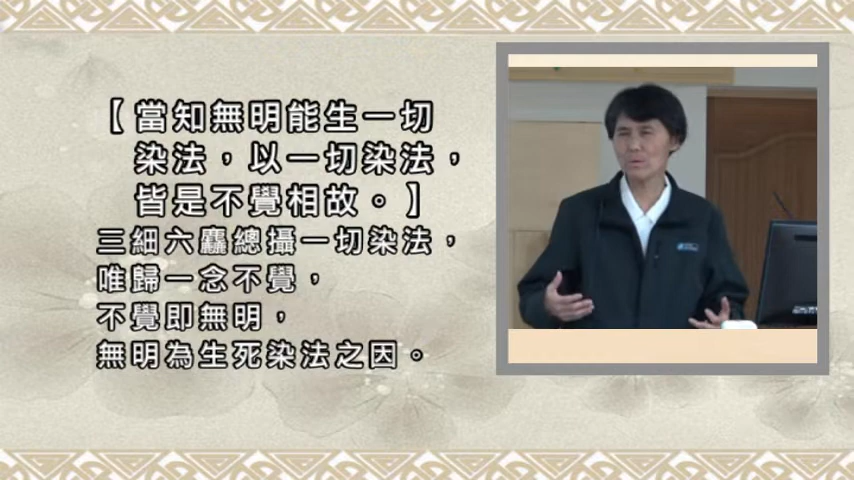 【當知無明能生一切
染法，以一切染法，
皆是不覺相故。】
三細六麤總攝一切染法，
唯歸一念不覺，
不覺即無明，
無明為生死染法之因。